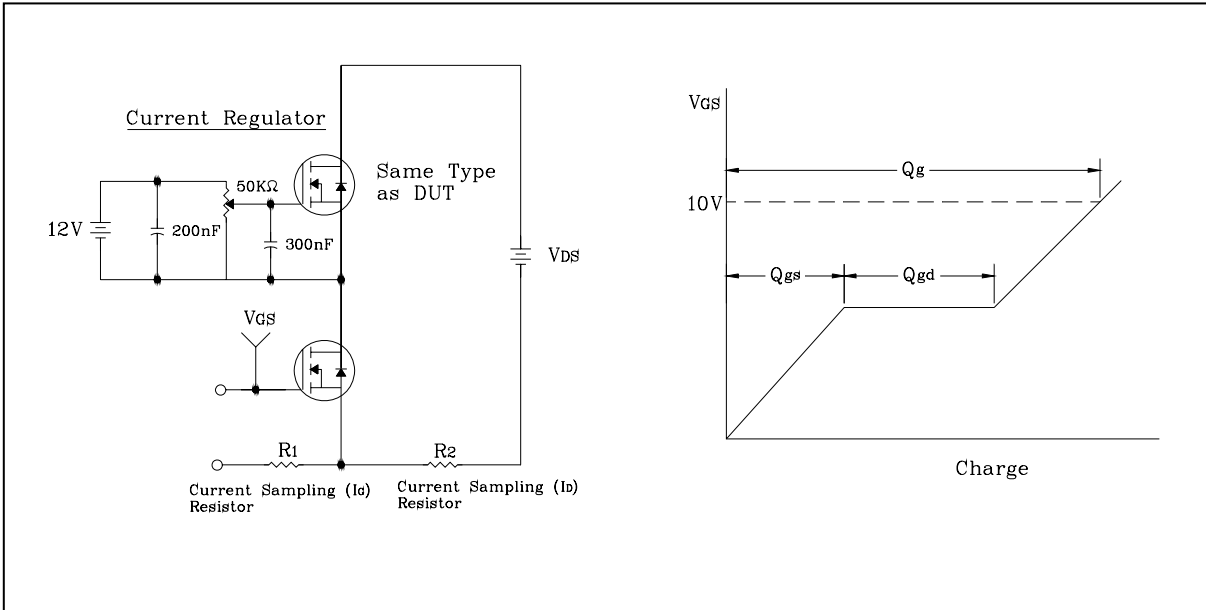 Current Regulator
Same Type
as DUT
50KΩ
12V
200nF
300nF
VDS
VGS
R1
R2
Current Sampling (IG)
Resistor
Current Sampling (ID)
Resistor
VGS
Qg
10V
Qgs
Qgd
Charge